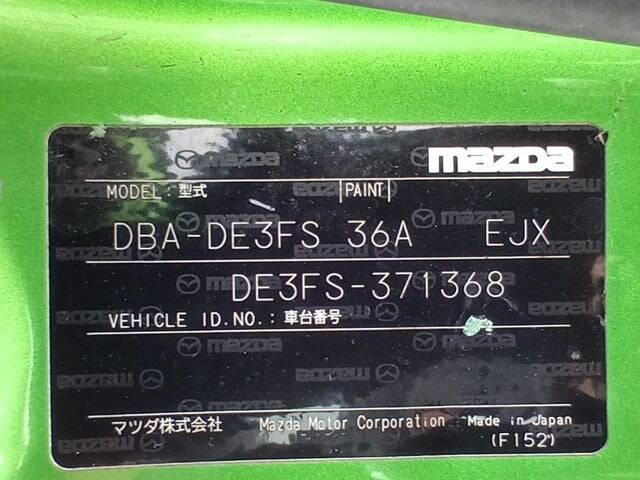 mazda
MODEL : 型式 PAINT
DBA-DE3FS 36A EJX
DE3FS-371368
VEHICLE ID.NO.: 車台番号
マツダ株式会社 Mazda Motor Corporation Made in Japan
(F152)